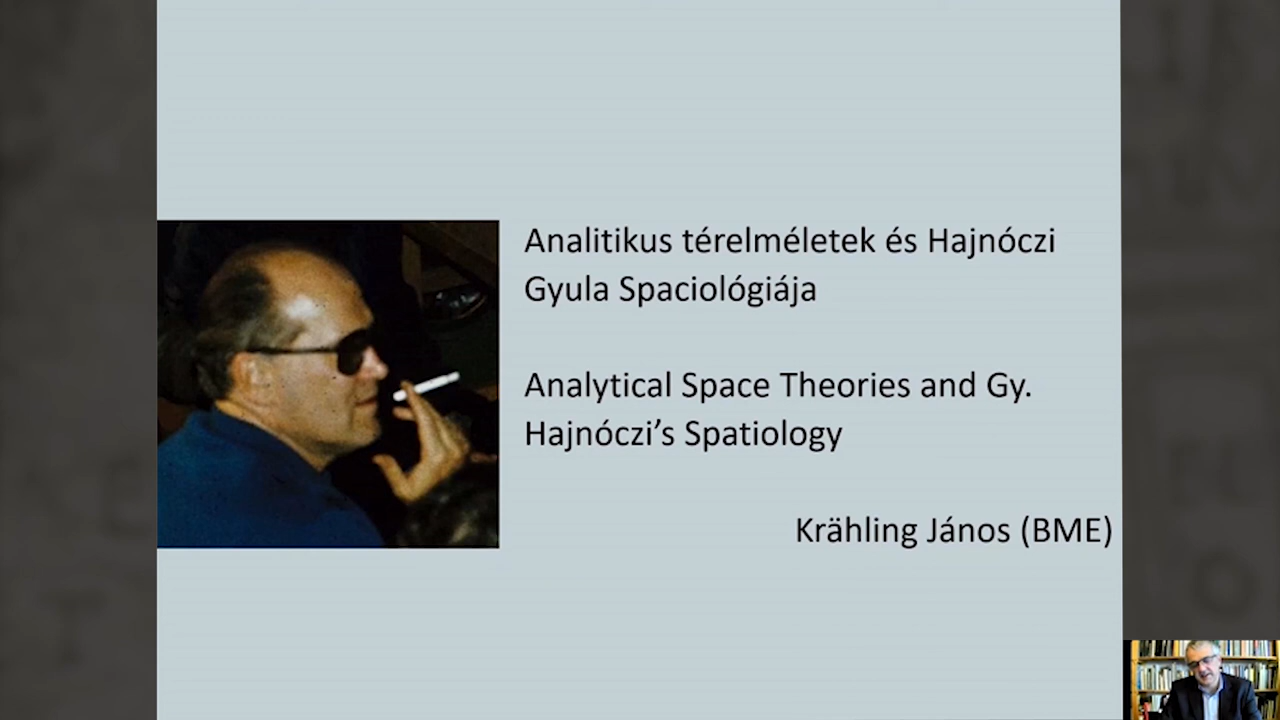 Analitikus térelméletek és Hajnóczi
Gyula Spaciológiája
Analytical Space Theories and Gy.
Hajnóczi’s Spatiology
Krähling János (BME)